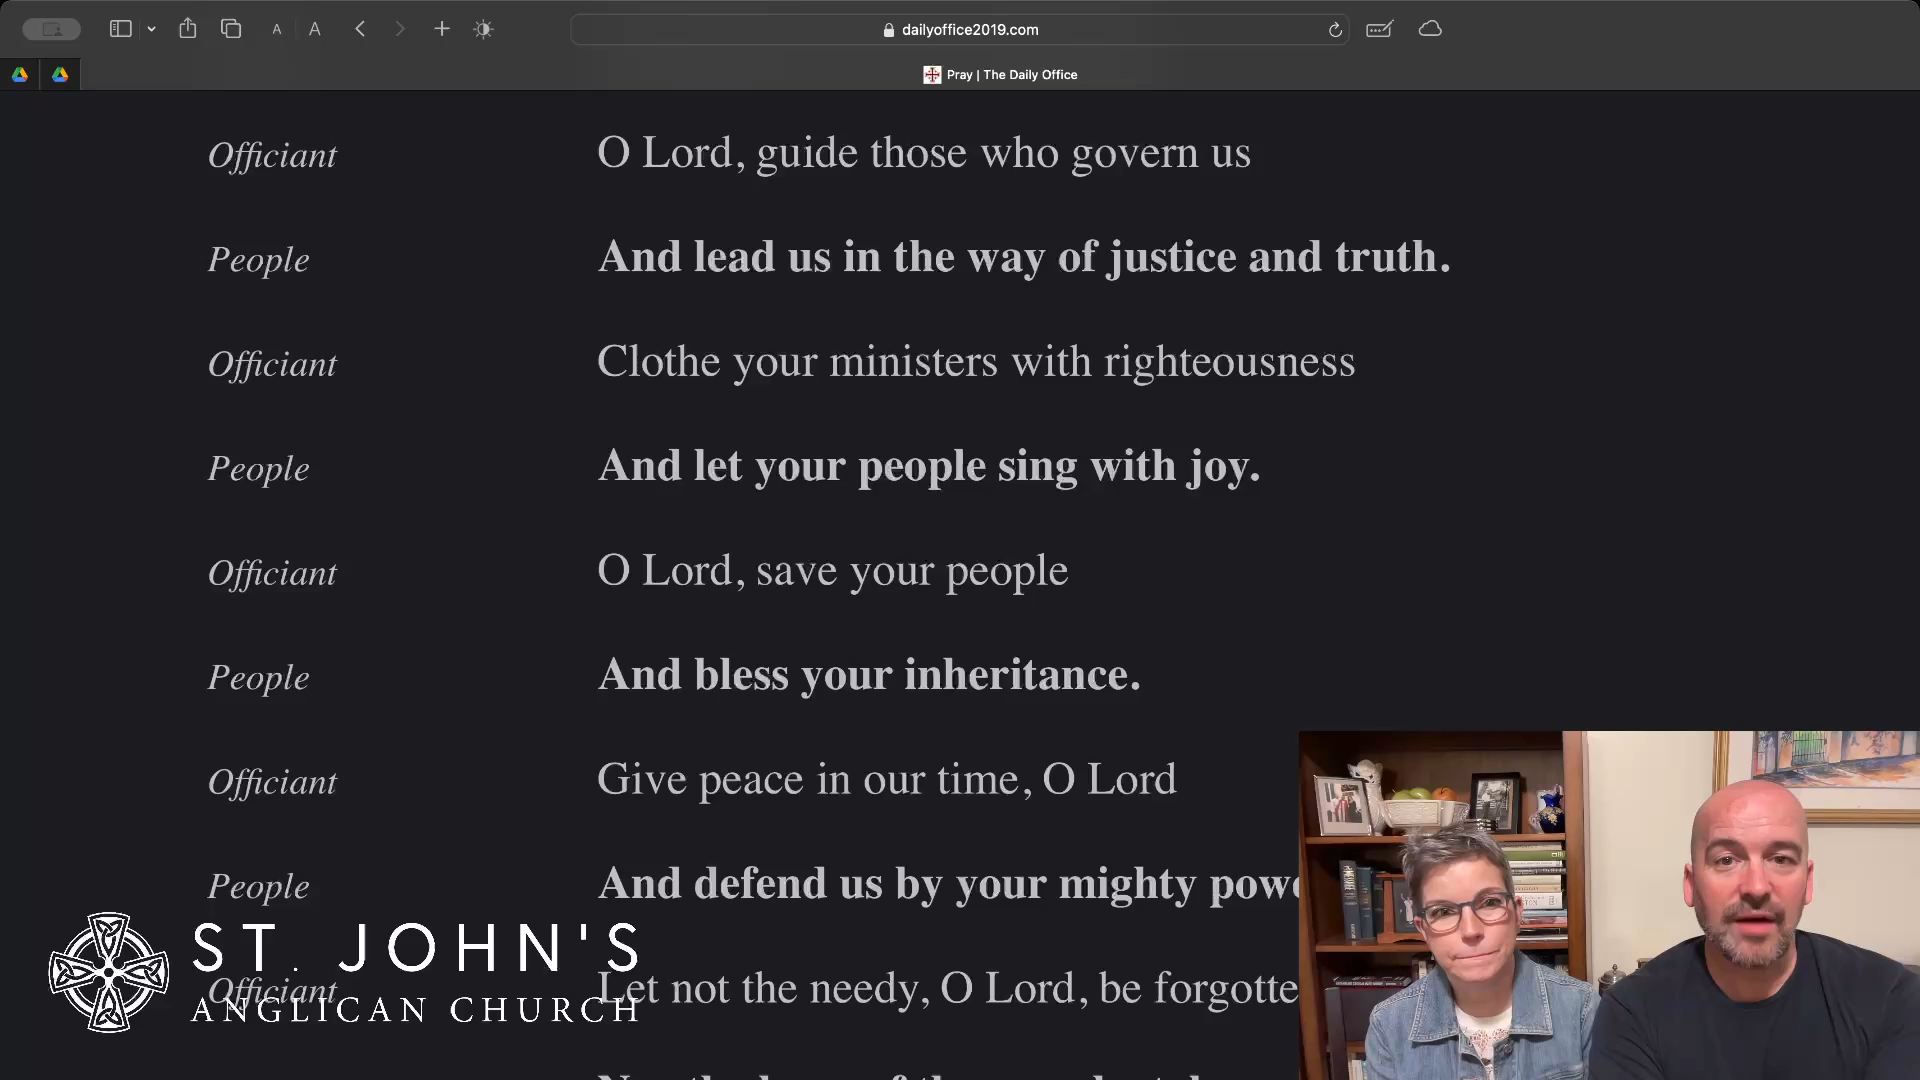 A A dailyoffice2019.com
Pray | The Daily Office
Officiant O Lord, guide those who govern us
People And lead us in the way of justice and truth.
Officiant Clothe your ministers with righteousness
People And let your people sing with joy.
Officiant O Lord, save your people
People And bless your inheritance.
Officiant Give peace in our time, O Lord
People And defend us by your mighty powe
ST. JOHN'S
Officiant Let not the needy, O Lord, be forgotte
ANGLICAN CHURCH